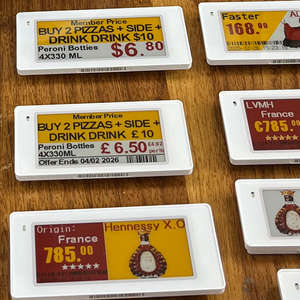 Member Price
BUY 2 PIZZAS + SIDE +
DRINK DRINK $10
Peroni Bottles
4X330 ML
$6.80
Faster
168.00
Member Price
BUY 2 PIZZAS + SIDE +
DRINK DRINK £10
Peroni Bottles
4X330ML
£6.50
Offer Ends 04/02 2026
LVMH
France
€785.
Origin:
France
785.00
Hennessy X.O